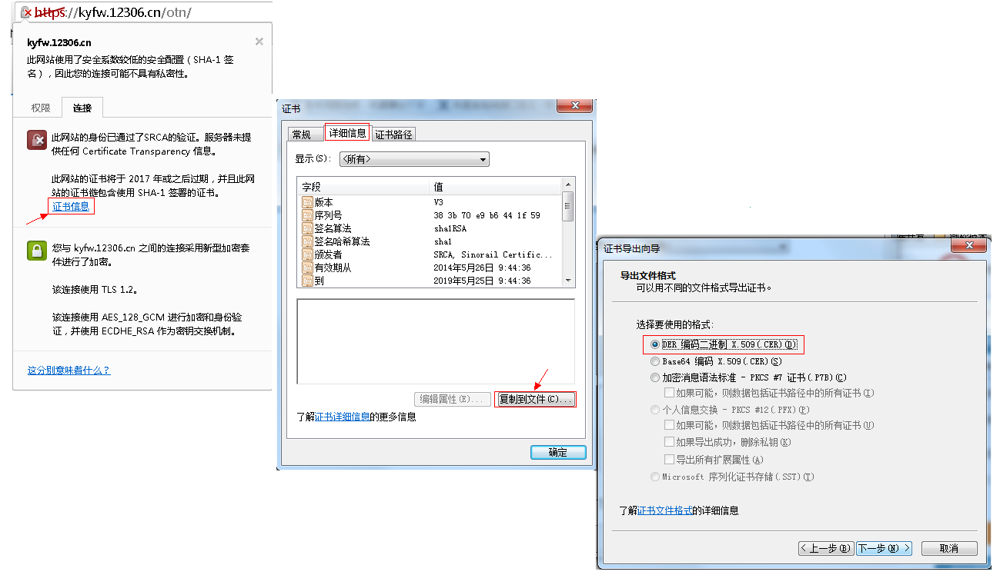 https://kyfw.12306.cn/otn/
kyfw.12306.cn
此网站使用了安全系数较低的安全配置（SHA-1 签
名），因此您的连接可能不具有私密性。
权限 连接
此网站的身份已通过了SRCA的验证。服务器未提
供任何 Certificate Transparency 信息。
此网站的证书将于 2017 年或之后过期，并且此网
站的证书链包含使用 SHA-1 签署的证书。
证书信息
您与 kyfw.12306.cn 之间的连接采用新型加密套
件进行了加密。
该连接使用 TLS 1.2。
该连接使用 AES_128_GCM 进行加密和身份验
证，并使用 ECDHE_RSA 作为密钥交换机制。
这分别意味着什么？
证书
常规 详细信息 证书路径
显示(S): <所有>
字段 值
版本 V3
序列号 38 3b 70 e9 b6 44 1f 59
签名算法 sha1RSA
签名哈希算法 sha1
颁发者 SRCA, Sinorail Certific...
有效期从 2014年5月26日 9:44:36
到 2019年5月25日 9:44:36
编辑属性(E)... 复制到文件(C)...
了解证书详细信息的更多信息
确定
证书导出向导
导出文件格式
可以用不同的文件格式导出证书。
选择要使用的格式:
DER 编码二进制 X.509(.CER)(D)
Base64 编码 X.509(.CER)(S)
加密消息语法标准 - PKCS #7 证书(.P7B)(C)
如果可能，则数据包括证书路径中的所有证书(I)
个人信息交换 - PKCS #12(.PFX)(P)
如果可能，则数据包括证书路径中的所有证书(U)
如果导出成功，删除私钥(K)
导出所有扩展属性(A)
Microsoft 序列化证书存储(.SST)(T)
了解证书文件格式的详细信息
< 上一步(B) 下一步(N) > 取消